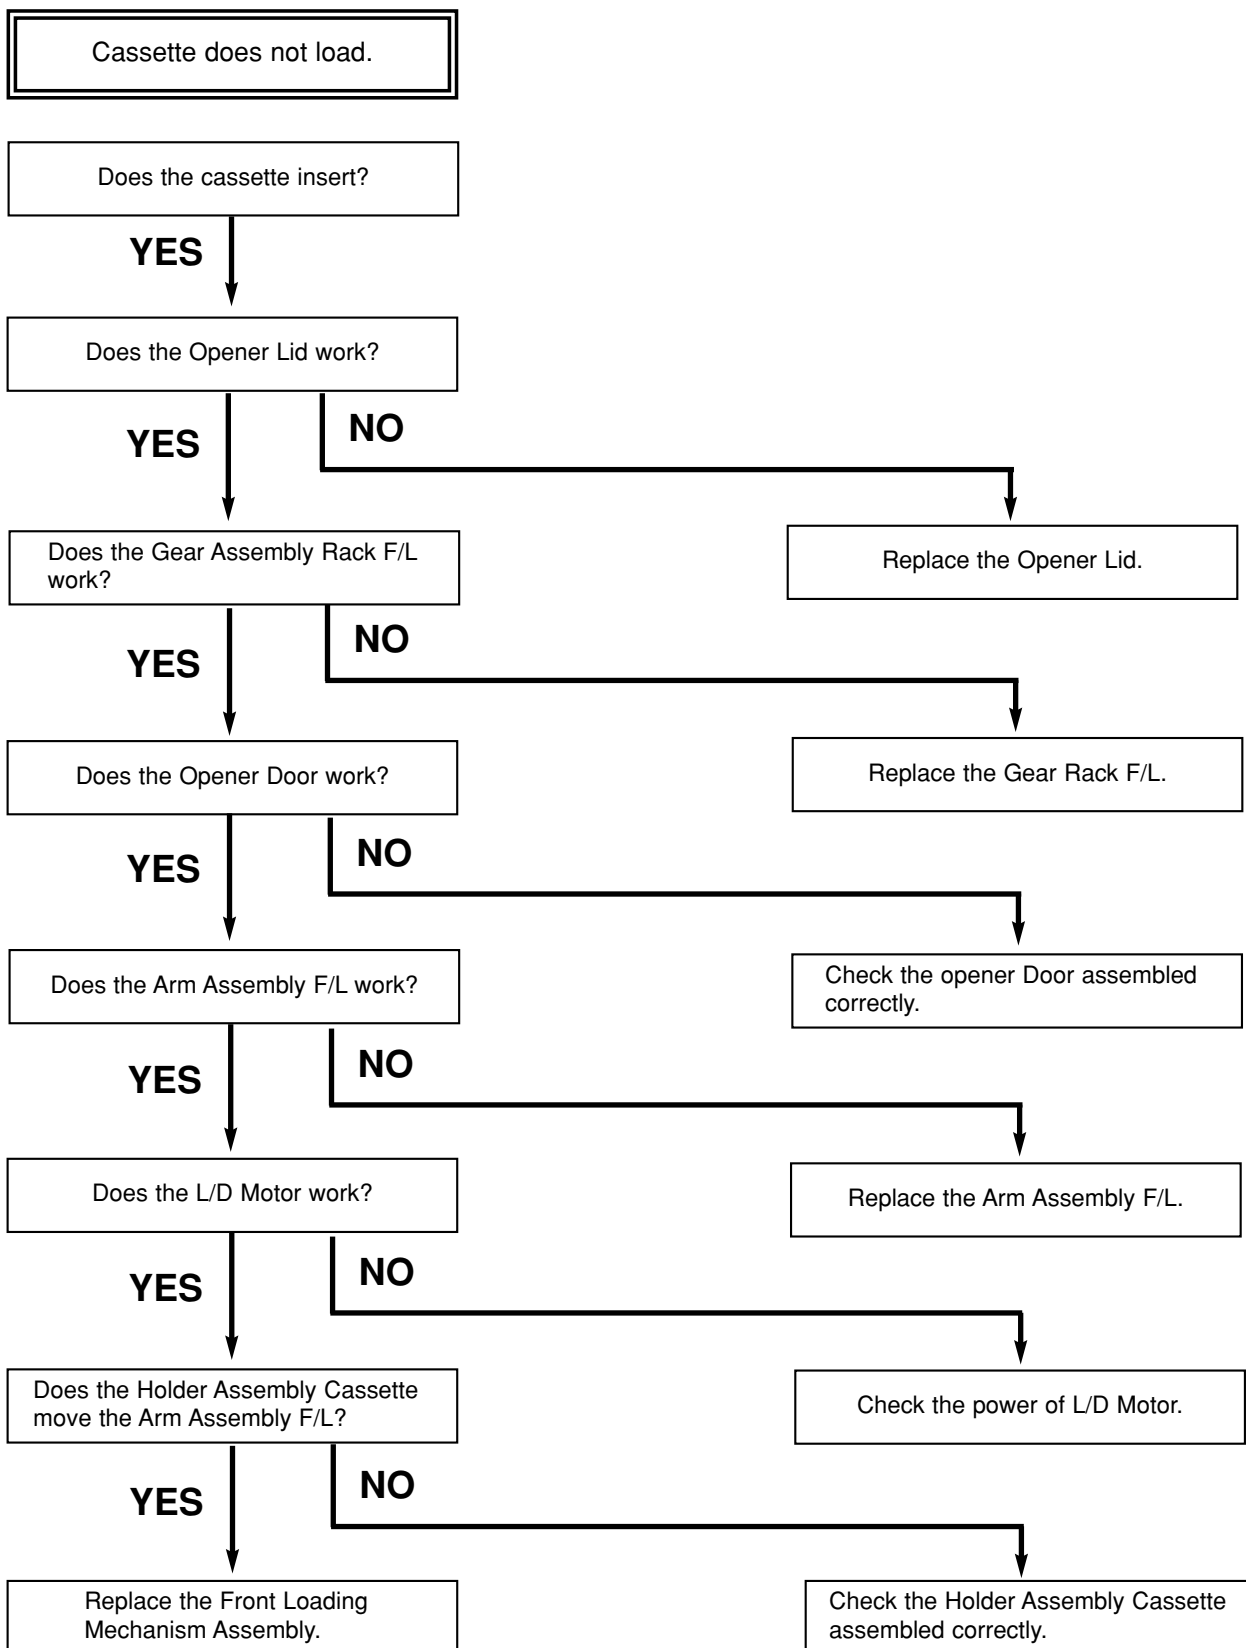 Cassette does not load.
Does the cassette insert?
YES
Does the Opener Lid work?
YES
NO
Does the Gear Assembly Rack F/L
work?
Replace the Opener Lid.
YES
NO
Does the Opener Door work?
Replace the Gear Rack F/L.
YES
NO
Does the Arm Assembly F/L work?
Check the opener Door assembled
correctly.
YES
NO
Does the L/D Motor work?
Replace the Arm Assembly F/L.
YES
NO
Does the Holder Assembly Cassette
move the Arm Assembly F/L?
Check the power of L/D Motor.
YES
NO
Replace the Front Loading
Mechanism Assembly.
Check the Holder Assembly Cassette
assembled correctly.